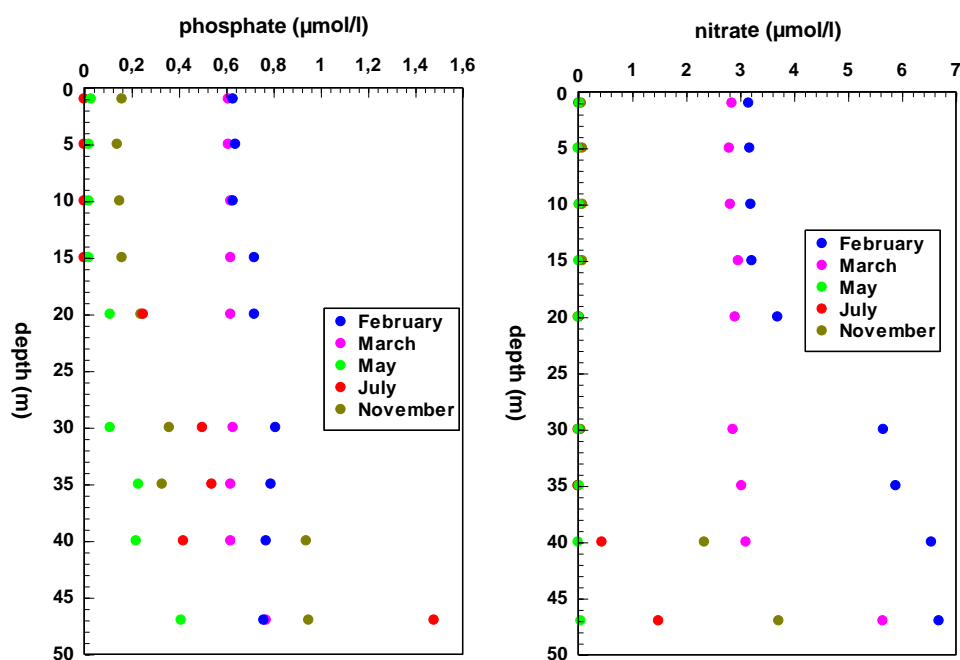 phosphate (µmol/l)
0 0,2 0,4 0,6 0,8 1 1,2 1,4 1,6
0
5
10
15
20
25
30
35
40
45
50
depth (m)
February
March
May
July
November
nitrate (µmol/l)
0 1 2 3 4 5 6 7
0
5
10
15
20
25
30
35
40
45
50
depth (m)
February
March
May
July
November